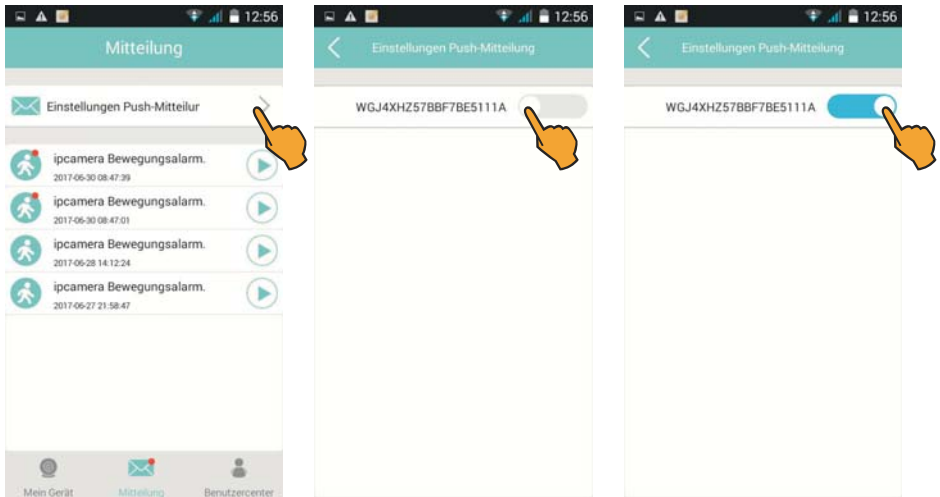 12:56
Mitteilung
Einstellungen Push-Mitteilur
ipcamera Bewegungsalarm.
2017-06-30 08:47:39
ipcamera Bewegungsalarm.
2017-06-30 08:47:01
ipcamera Bewegungsalarm.
2017-06-28 14:12:24
ipcamera Bewegungsalarm.
2017-06-27 21:58:47
Mein Gerät
Mitteilung
Benutzercenter
12:56
Einstellungen Push-Mitteilung
WGJ4XHZ57BBF7BE5111A
12:56
Einstellungen Push-Mitteilung
WGJ4XHZ57BBF7BE5111A